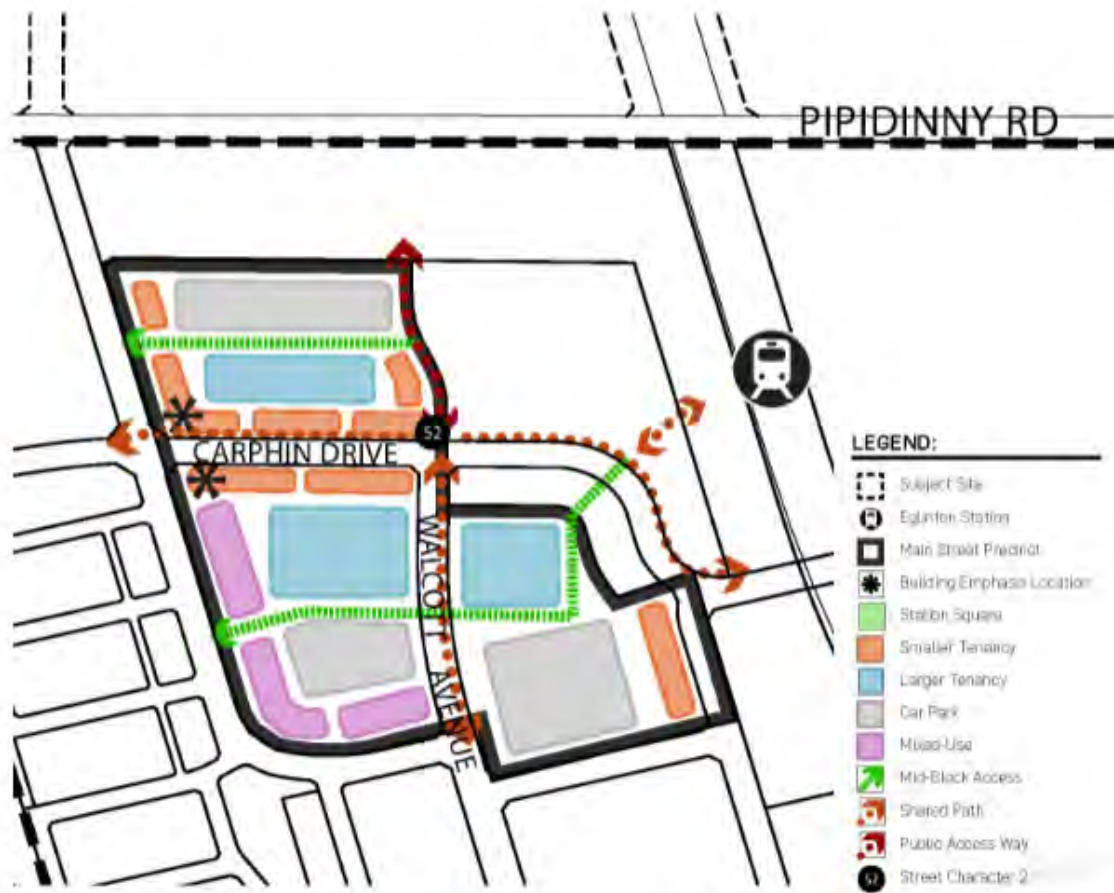 PIPIDINNY RD
S2
CARPHIN DRIVE
WALCOTT AVENUE
LEGEND:
Subject Site
Eglinton Station
Main Street Precinct
Building Emphasis Location
Station Square
Smaller Tenancy
Larger Tenancy
Car Park
Mixed-Use
Mid-Block Access
Shared Path
Public Access Way
S2 Street Character 2